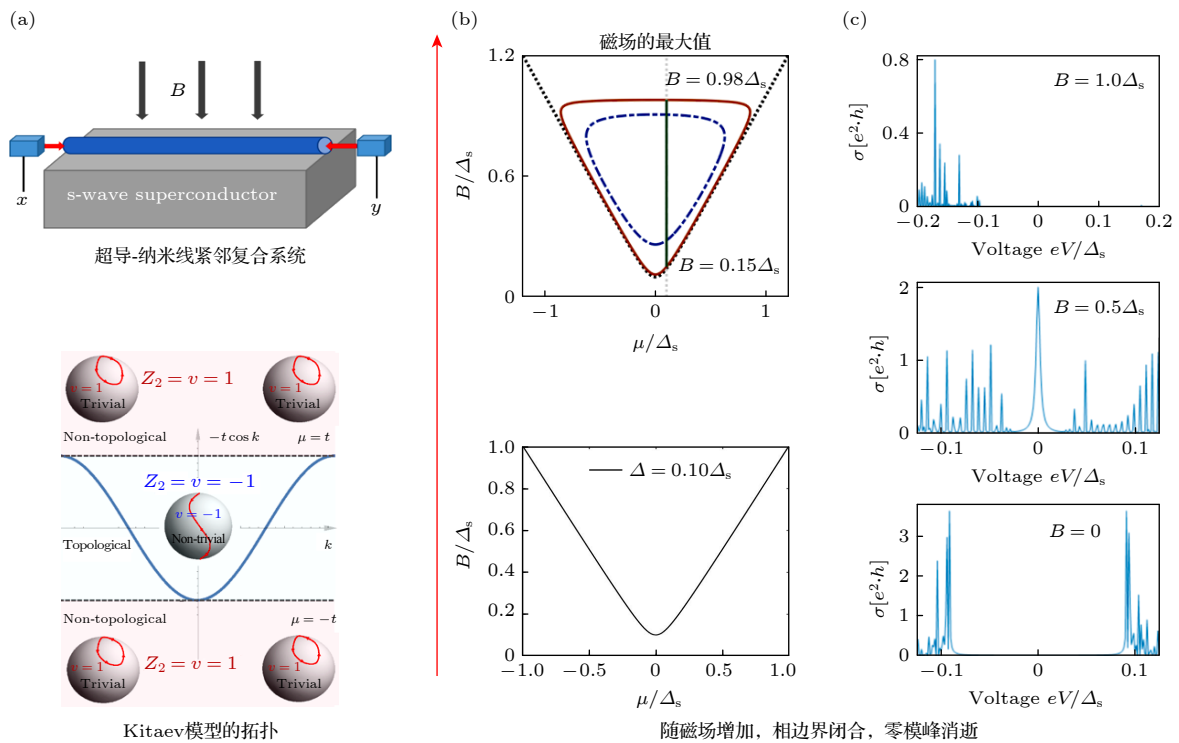 (a)
B
x
s-wave superconductor
y
超导-纳米线紧邻复合系统
Z₂ = v = 1
v = 1
Trivial
v = 1
Trivial
Non-topological
−t cos k
μ = t
Z₂ = v = −1
v = −1
Non-trivial
Topological
k
Non-topological
μ = −t
Z₂ = v = 1
v = 1
Trivial
v = 1
Trivial
Kitaev模型的拓扑
(b)
磁场的最大值
1.2
B = 0.98Δs
B/Δs
0.6
B = 0.15Δs
0
−1
0
1
μ/Δs
1.0
Δ = 0.10Δs
0.8
B/Δs
0.6
0.4
0.2
0
−1.0
−0.5
0
0.5
1.0
μ/Δs
(c)
0.8
B = 1.0Δs
σ[e²·h]
0.4
0
−0.2
−0.1
0
0.1
0.2
Voltage eV/Δs
2
B = 0.5Δs
σ[e²·h]
1
0
−0.1
0
0.1
Voltage eV/Δs
B = 0
3
σ[e²·h]
2
1
0
−0.1
0
0.1
Voltage eV/Δs
随磁场增加，相边界闭合，零模峰消逝